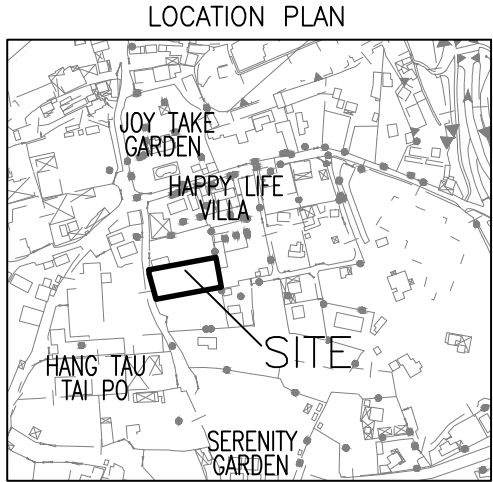 LOCATION PLAN
JOY TAKE
GARDEN
HAPPY LIFE
VILLA
SITE
HANG TAU
TAI PO
SERENITY
GARDEN